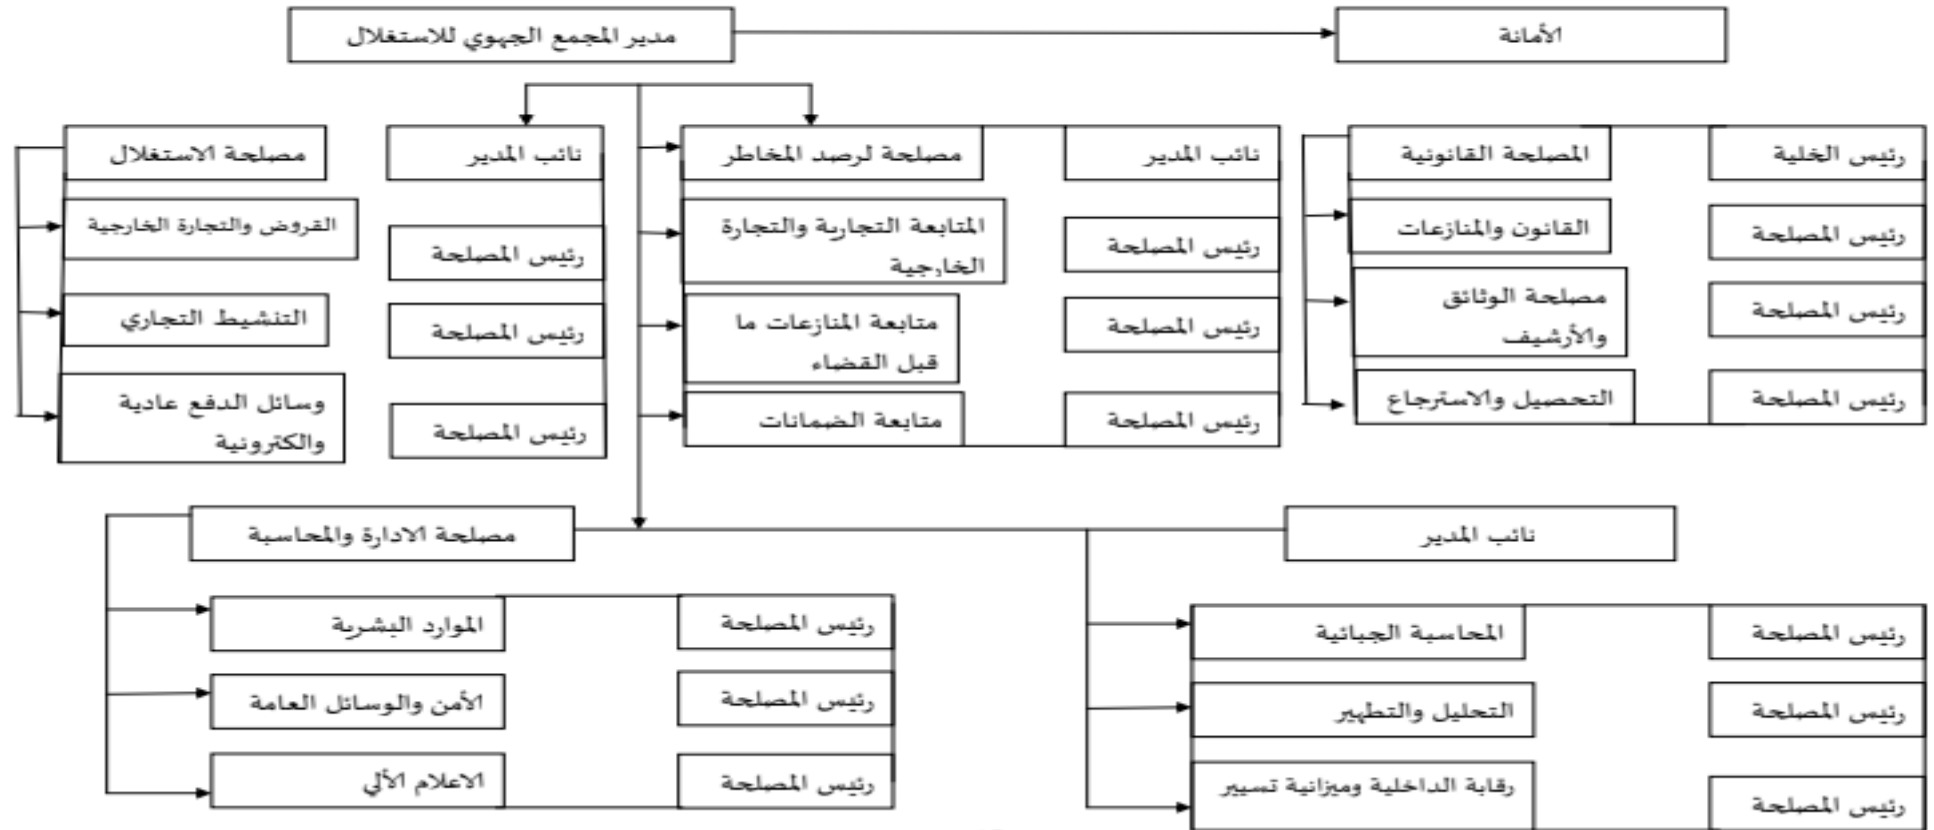 مدير المجمع الجهوي للاستغلال
الأمانة
رئيس الخلية
المصلحة القانونية
رئيس المصلحة
القانون والمنازعات
رئيس المصلحة
مصلحة الوثائق
والأرشيف
رئيس المصلحة
التحصيل والاسترجاع
نائب المدير
مصلحة لرصد المخاطر
رئيس المصلحة
المتابعة التجارية والتجارة
الخارجية
رئيس المصلحة
متابعة المنازعات ما
قبل القضاء
رئيس المصلحة
متابعة الضمانات
نائب المدير
مصلحة الاستغلال
رئيس المصلحة
القروض والتجارة الخارجية
رئيس المصلحة
التنشيط التجاري
رئيس المصلحة
وسائل الدفع عادية
والكترونية
نائب المدير
مصلحة الادارة والمحاسبة
رئيس المصلحة
المحاسبة الجبائية
رئيس المصلحة
التحليل والتطهير
رئيس المصلحة
رقابة الداخلية وميزانية تسيير
رئيس المصلحة
الموارد البشرية
رئيس المصلحة
الأمن والوسائل العامة
رئيس المصلحة
الاعلام الألي